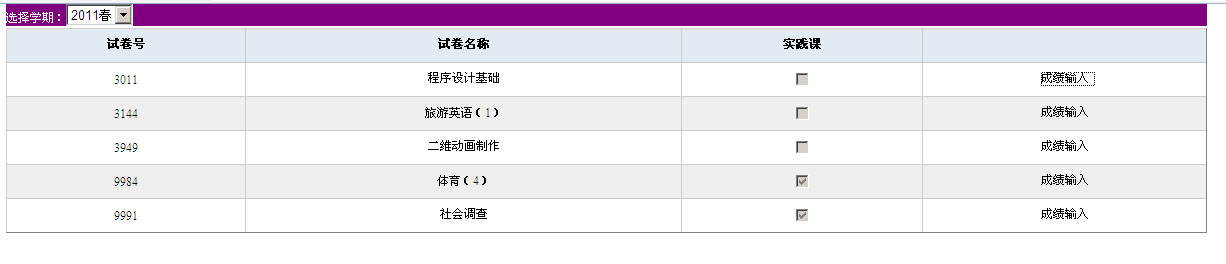 选择学期： 2011春
试卷号 试卷名称 实践课
3011 程序设计基础 成绩输入
3144 旅游英语（1） 成绩输入
3949 二维动画制作 成绩输入
9984 体育（4） 成绩输入
9991 社会调查 成绩输入